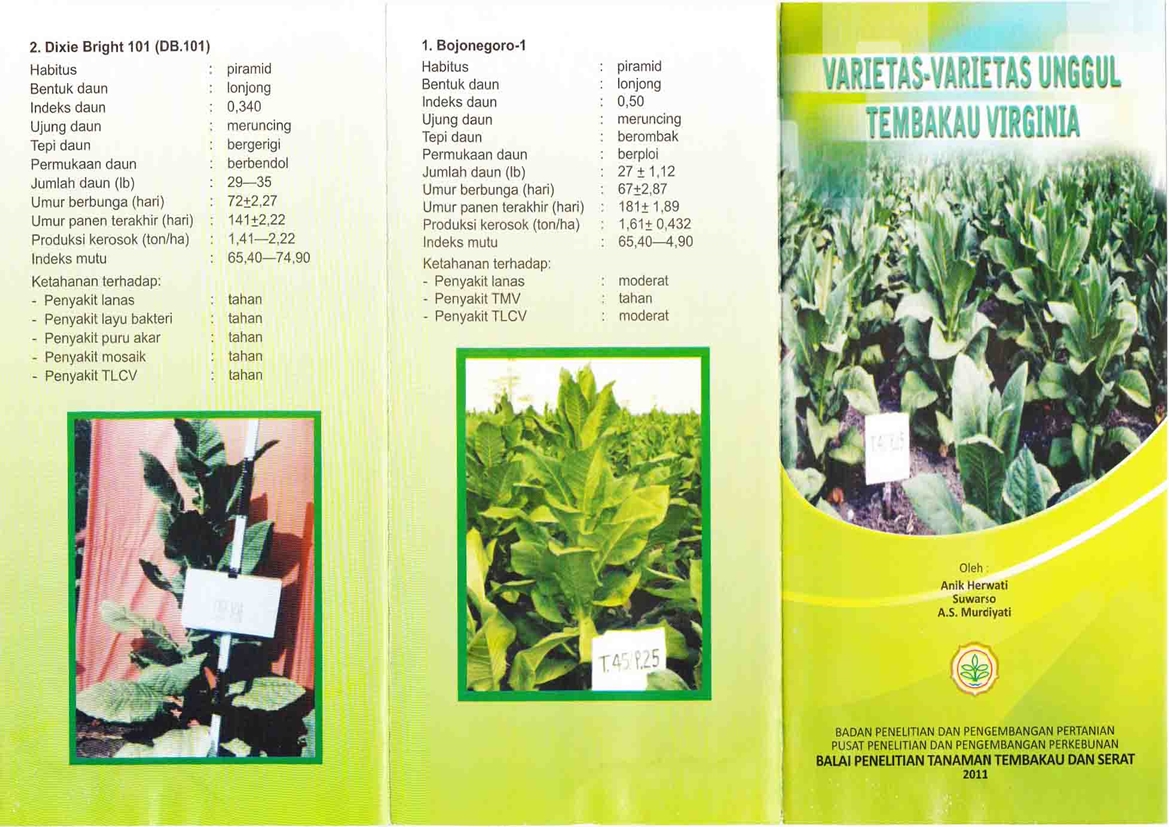 2. Dixie Bright 101 (DB.101)
Habitus : piramid
Bentuk daun : lonjong
Indeks daun : 0,340
Ujung daun : meruncing
Tepi daun : bergerigi
Permukaan daun : berbendol
Jumlah daun (lb) : 29—35
Umur berbunga (hari) : 72±2,27
Umur panen terakhir (hari) : 141±2,22
Produksi kerosok (ton/ha) : 1,41—2,22
Indeks mutu : 65,40—74,90
Ketahanan terhadap:
- Penyakit lanas : tahan
- Penyakit layu bakteri : tahan
- Penyakit puru akar : tahan
- Penyakit mosaik : tahan
- Penyakit TLCV : tahan
1. Bojonegoro-1
Habitus : piramid
Bentuk daun : lonjong
Indeks daun : 0,50
Ujung daun : meruncing
Tepi daun : berombak
Permukaan daun : berploi
Jumlah daun (lb) : 27 ± 1,12
Umur berbunga (hari) : 67±2,87
Umur panen terakhir (hari) : 181± 1,89
Produksi kerosok (ton/ha) : 1,61± 0,432
Indeks mutu : 65,40—4,90
Ketahanan terhadap:
- Penyakit lanas : moderat
- Penyakit TMV : tahan
- Penyakit TLCV : moderat
T.45/P.25
VARIETAS-VARIETAS UNGGUL
TEMBAKAU VIRGINIA
Oleh :
Anik Herwati
Suwarso
A.S. Murdiyati
BADAN PENELITIAN DAN PENGEMBANGAN PERTANIAN
PUSAT PENELITIAN DAN PENGEMBANGAN PERKEBUNAN
BALAI PENELITIAN TANAMAN TEMBAKAU DAN SERAT
2011